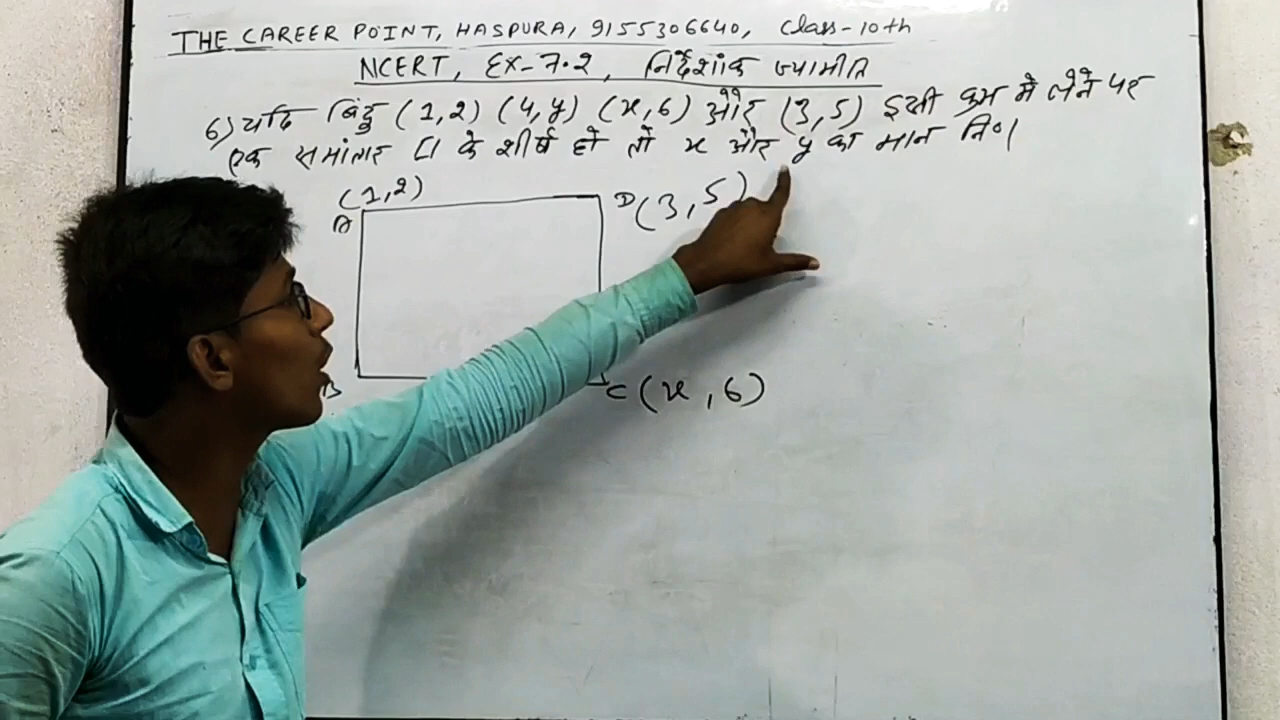 THE CAREER POINT, HASPURA, 9155306640, Class-10th
NCERT, EX-7.2, निर्देशांक ज्यामिति
6) यदि बिंदु (1,2) (4,y) (x,6) और (3,5) इसी क्रम में लेने पर
एक समांतर □ के शीर्ष हो तो x और y का मान नि०।
(1,2)
A
D(3,5)
B
C(x,6)